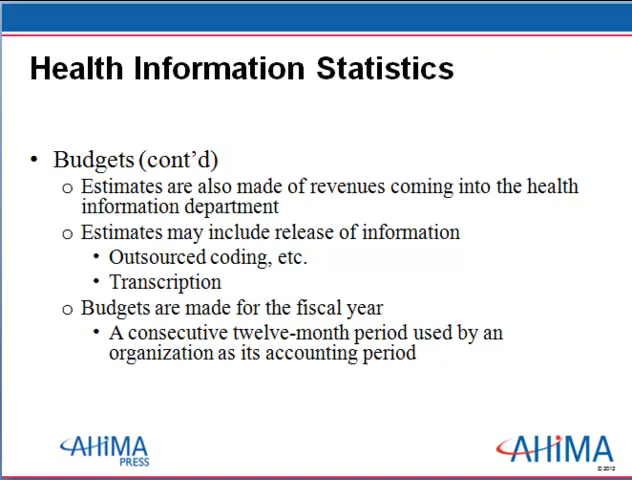 Health Information Statistics
• Budgets (cont'd)
o Estimates are also made of revenues coming into the health
information department
o Estimates may include release of information
• Outsourced coding, etc.
• Transcription
o Budgets are made for the fiscal year
• A consecutive twelve-month period used by an
organization as its accounting period
AHiMA
PRESS
AHiMA
© 2012